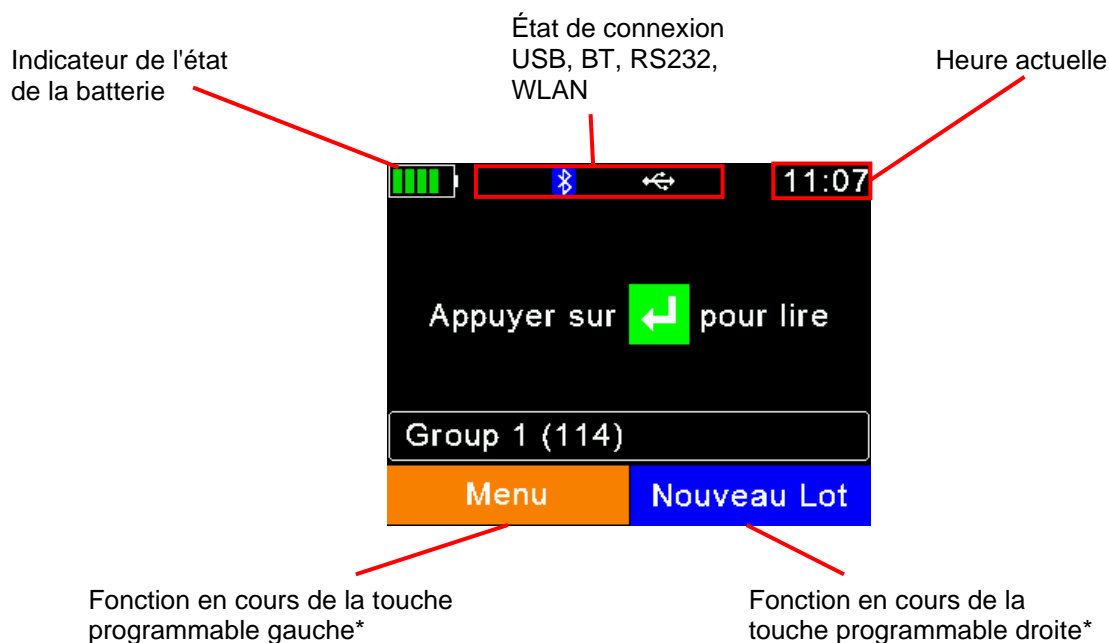 État de connexion
USB, BT, RS232,
WLAN
Indicateur de l'état
de la batterie
Heure actuelle
11:07
Appuyer sur pour lire
Group 1 (114)
Menu
Nouveau Lot
Fonction en cours de la touche
programmable gauche*
Fonction en cours de la
touche programmable droite*